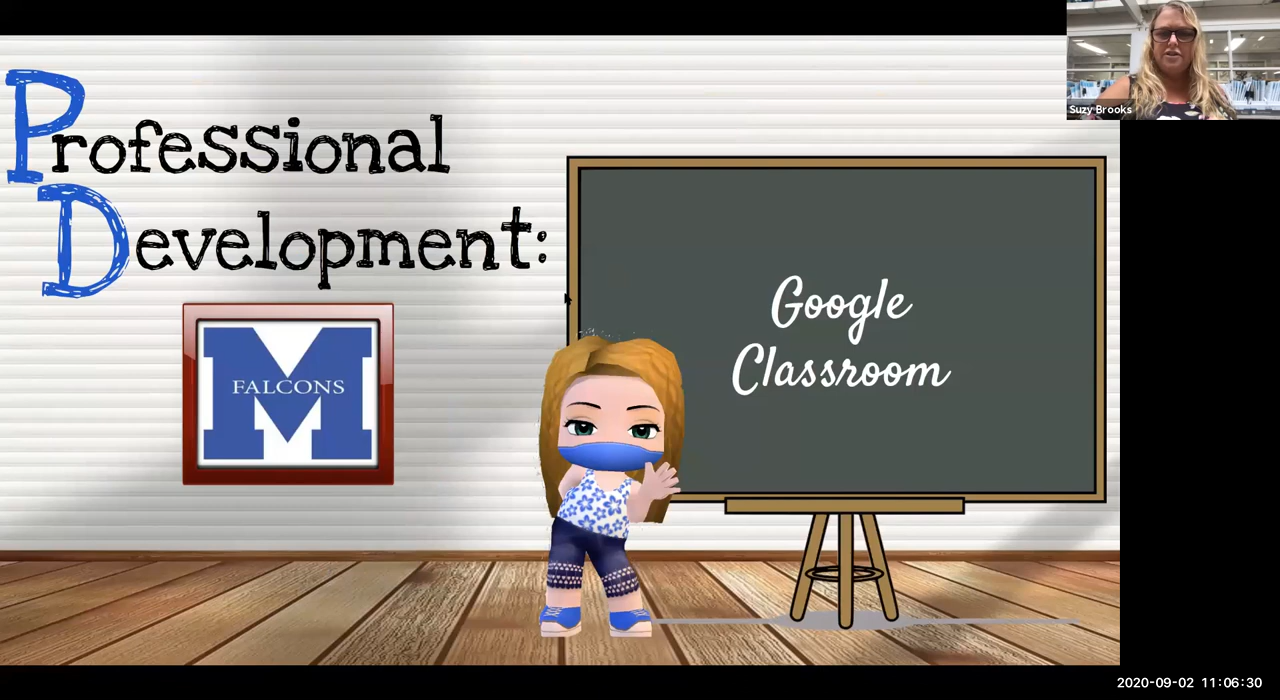 Professional
Development:
FALCONS
Google
Classroom
Suzy Brooks
2020-09-02 11:06:30